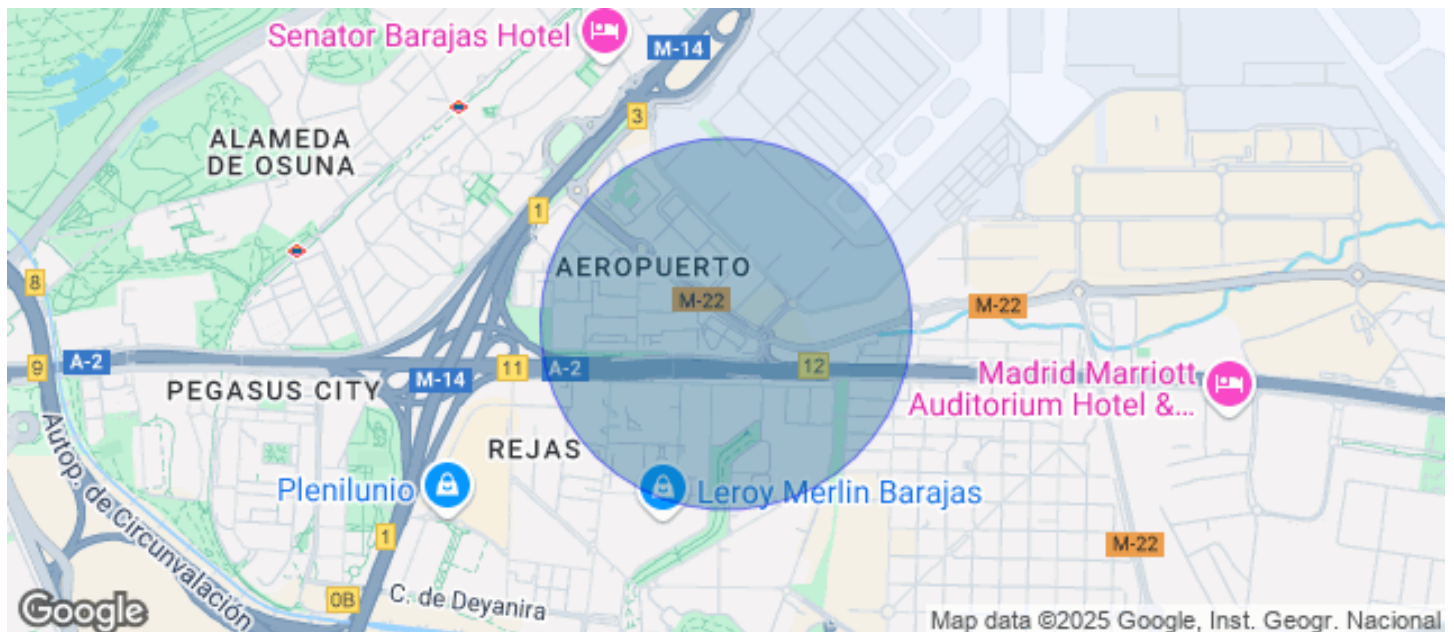 Senator Barajas Hotel
M-14
3
ALAMEDA
DE OSUNA
1
8
AEROPUERTO
M-22
M-22
9
A-2
11
A-2
12
M-14
PEGASUS CITY
Madrid Marriott
Auditorium Hotel &...
REJAS
Autop. de Circunvalación
Plenilunio
Leroy Merlin Barajas
1
M-22
0B
C. de Deyanira
Google
Map data ©2025 Google, Inst. Geogr. Nacional